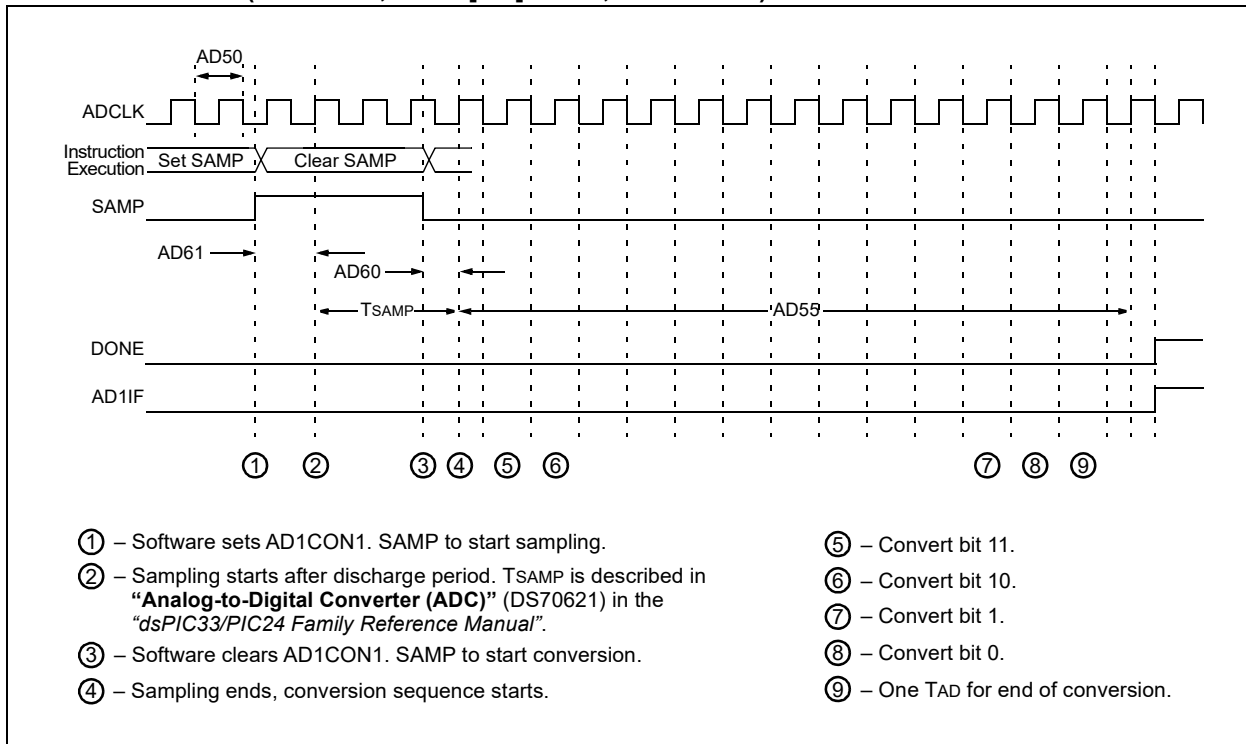 AD50
ADCLK
Instruction
Execution
Set SAMP
Clear SAMP
SAMP
AD61
AD60
TSAMP
AD55
DONE
AD1IF
1 2 3 4 5 6 7 8 9
1 – Software sets AD1CON1. SAMP to start sampling.
2 – Sampling starts after discharge period. TSAMP is described in
“Analog-to-Digital Converter (ADC)” (DS70621) in the
“dsPIC33/PIC24 Family Reference Manual”.
3 – Software clears AD1CON1. SAMP to start conversion.
4 – Sampling ends, conversion sequence starts.
5 – Convert bit 11.
6 – Convert bit 10.
7 – Convert bit 1.
8 – Convert bit 0.
9 – One TAD for end of conversion.